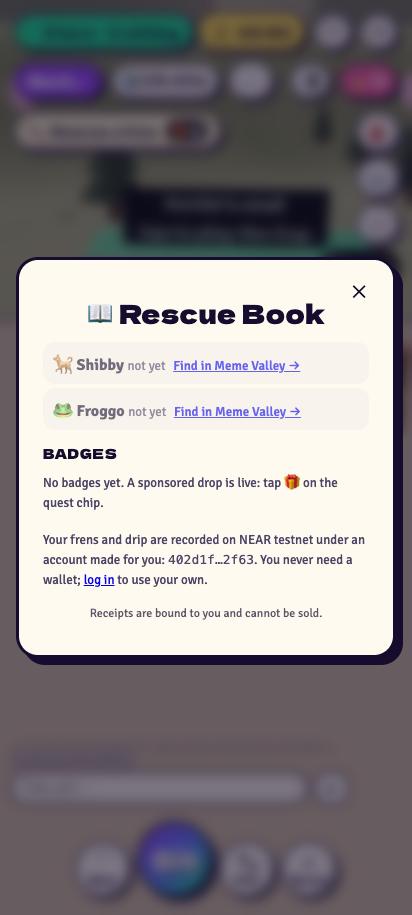 Rescue Book
Shibby not yet Find in Meme Valley →
Froggo not yet Find in Meme Valley →
BADGES
No badges yet. A sponsored drop is live: tap 🎁 on the
quest chip.
Your frens and drip are recorded on NEAR testnet under an
account made for you: 402d1f…2f63. You never need a
wallet; log in to use your own.
Receipts are bound to you and cannot be sold.